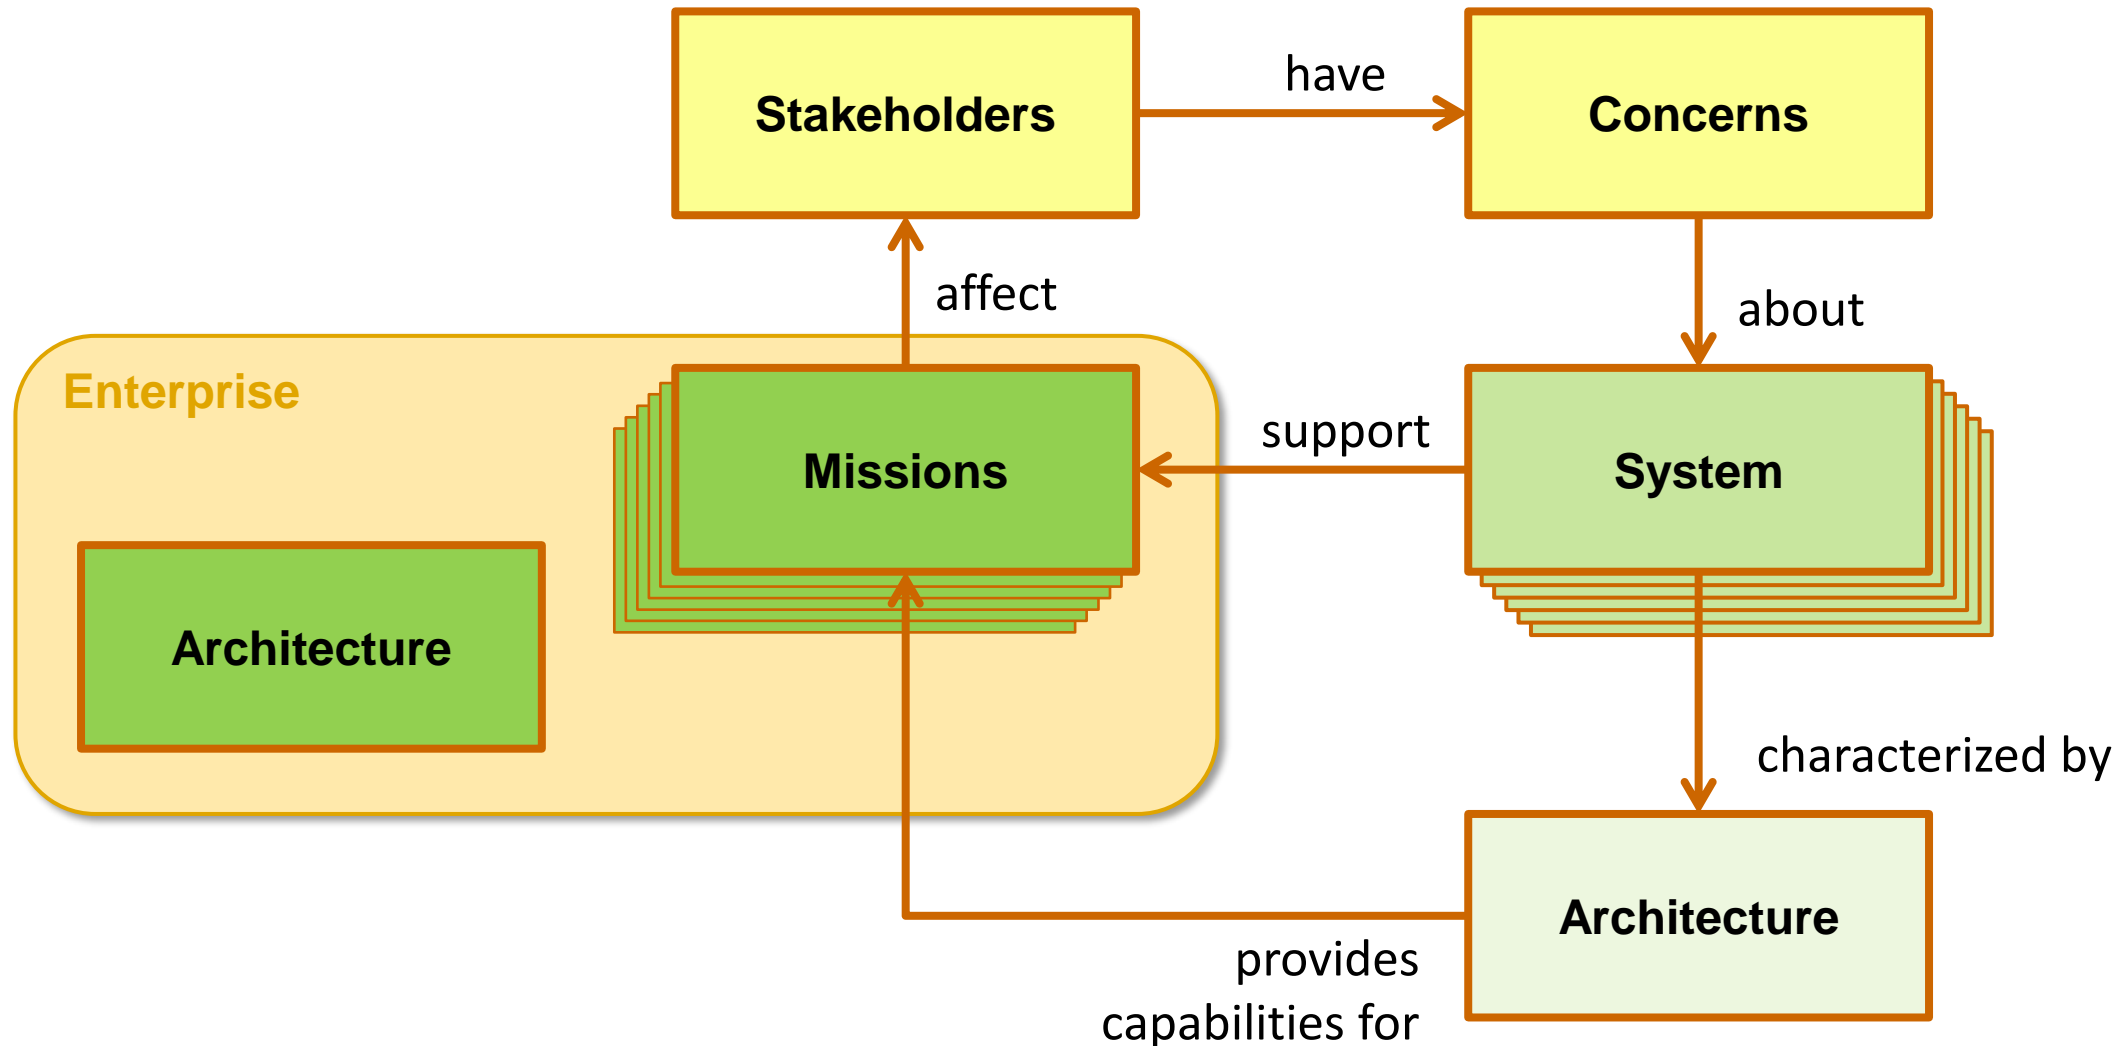 Stakeholders
have
Concerns
affect
about
Enterprise
Missions
support
System
Architecture
characterized by
Architecture
provides
capabilities for